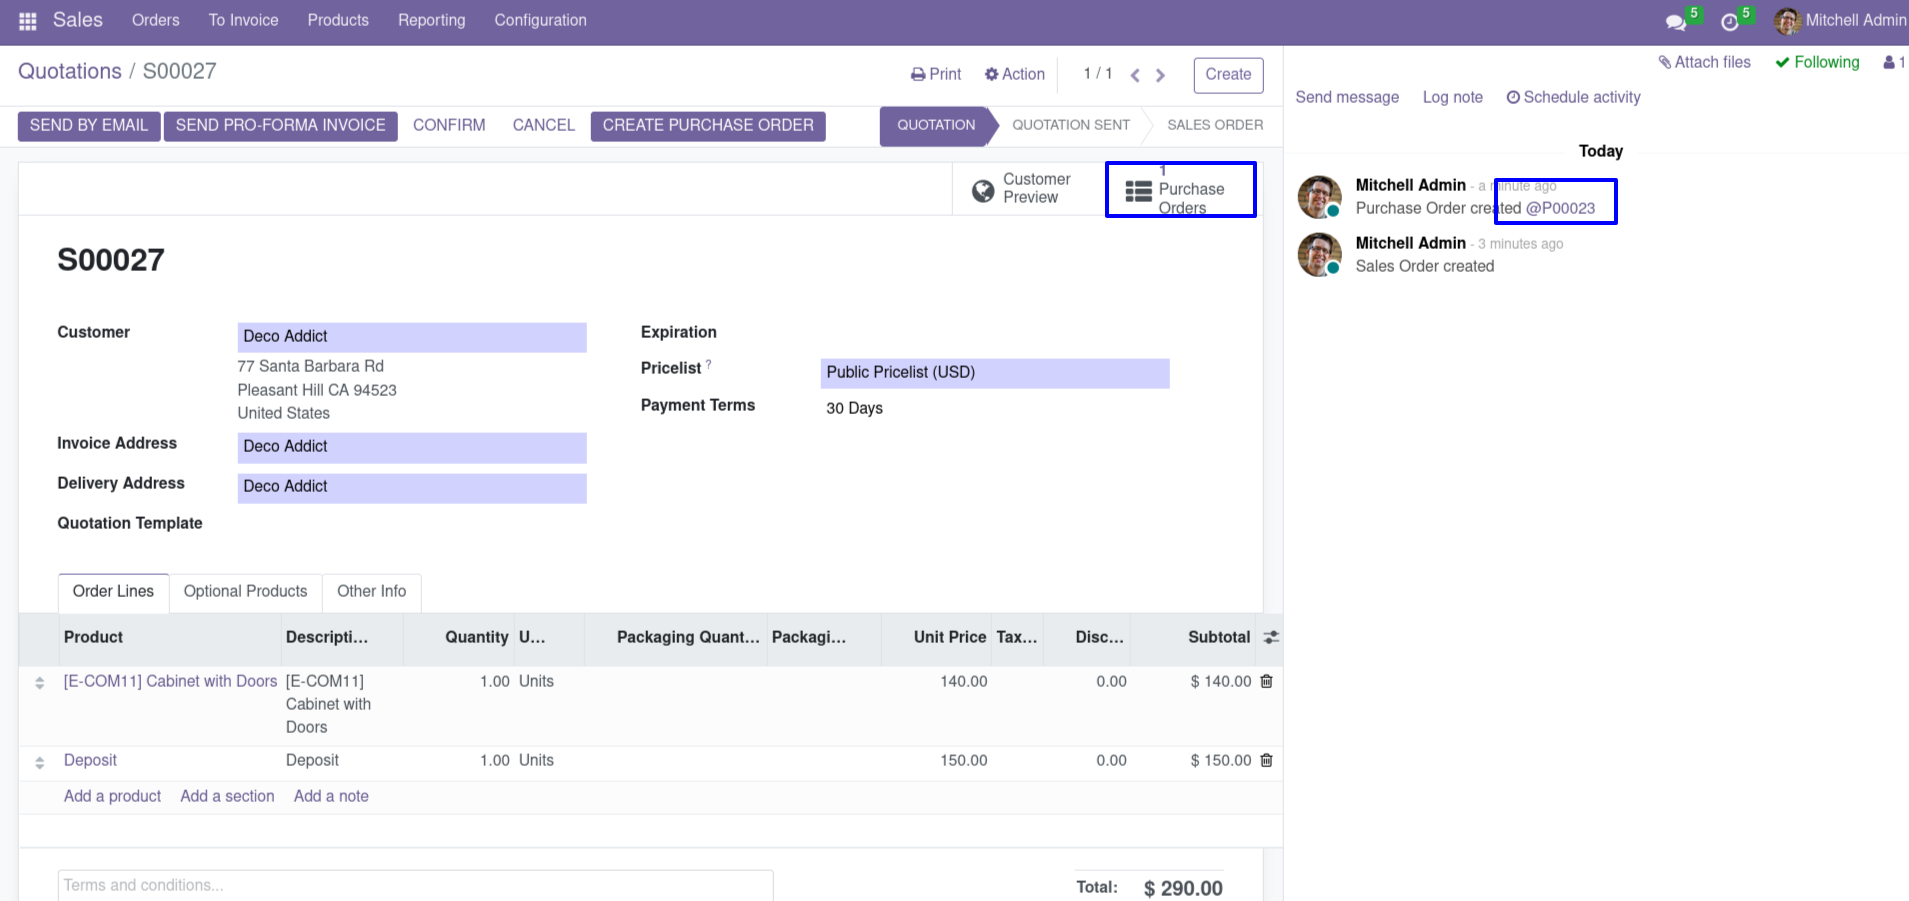 Sales Orders To Invoice Products Reporting Configuration 5 5 Mitchell Admin
Quotations / S00027 Print Action 1 / 1 Create
SEND BY EMAIL SEND PRO-FORMA INVOICE CONFIRM CANCEL CREATE PURCHASE ORDER QUOTATION QUOTATION SENT SALES ORDER
Customer
Preview
1
Purchase
Orders
S00027
Customer Deco Addict
77 Santa Barbara Rd
Pleasant Hill CA 94523
United States
Invoice Address Deco Addict
Delivery Address Deco Addict
Quotation Template
Expiration
Pricelist ? Public Pricelist (USD)
Payment Terms 30 Days
Order Lines Optional Products Other Info
Product Descripti... Quantity U... Packaging Quant... Packagi... Unit Price Tax... Disc... Subtotal
[E-COM11] Cabinet with Doors [E-COM11] 1.00 Units 140.00 0.00 $ 140.00
Cabinet with
Doors
Deposit Deposit 1.00 Units 150.00 0.00 $ 150.00
Add a product Add a section Add a note
Terms and conditions...
Total: $ 290.00
Attach files Following 1
Send message Log note Schedule activity
Today
Mitchell Admin - a minute ago
Purchase Order created @P00023
Mitchell Admin - 3 minutes ago
Sales Order created